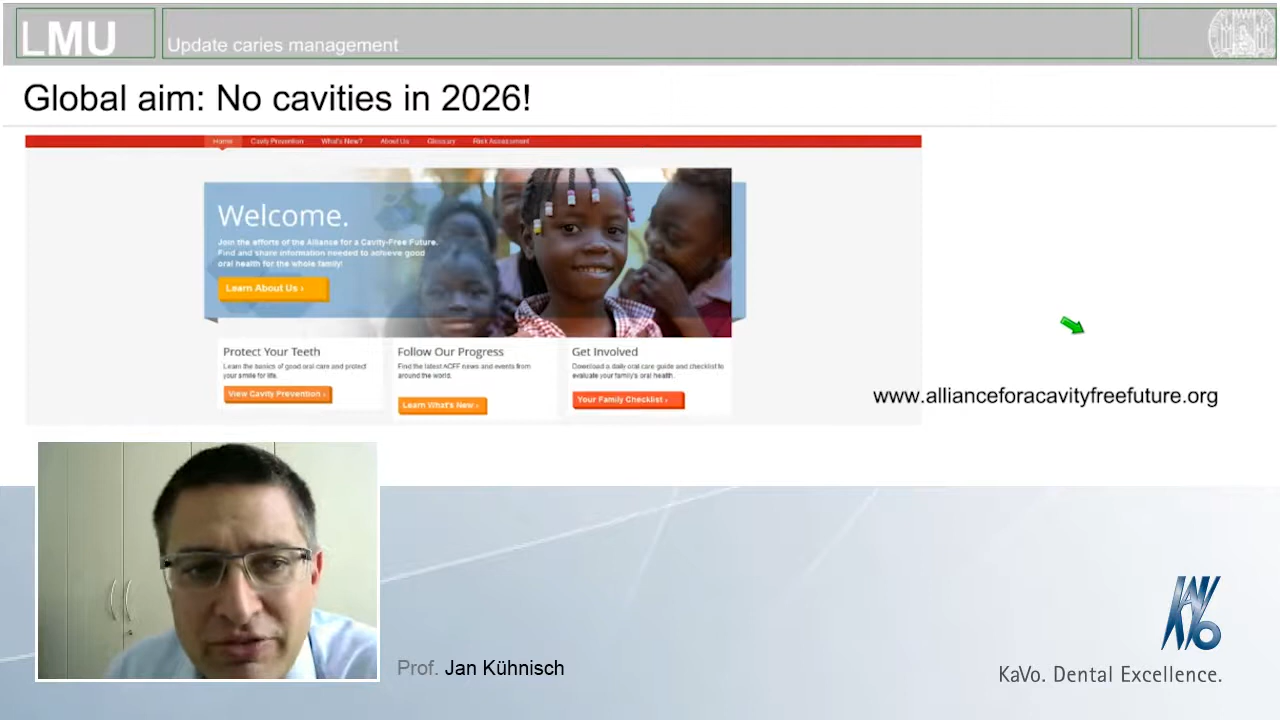 LMU
Update caries management
Global aim: No cavities in 2026!
Home Cavity Prevention What's New? About Us Glossary Risk Assessment
Welcome.
Join the efforts of the Alliance for a Cavity-Free Future.
Find and share information needed to achieve good
oral health for the whole family!
Learn About Us ›
Protect Your Teeth
Learn the basics of good oral care and protect
your smile for life.
View Cavity Prevention ›
Follow Our Progress
Find the latest ACFF news and events from
around the world.
Learn What's New ›
Get Involved
Download a daily oral care guide and checklist to
evaluate your family's oral health.
Your Family Checklist ›
www.allianceforacavityfreefuture.org
Prof. Jan Kühnisch
KAVO
KaVo. Dental Excellence.